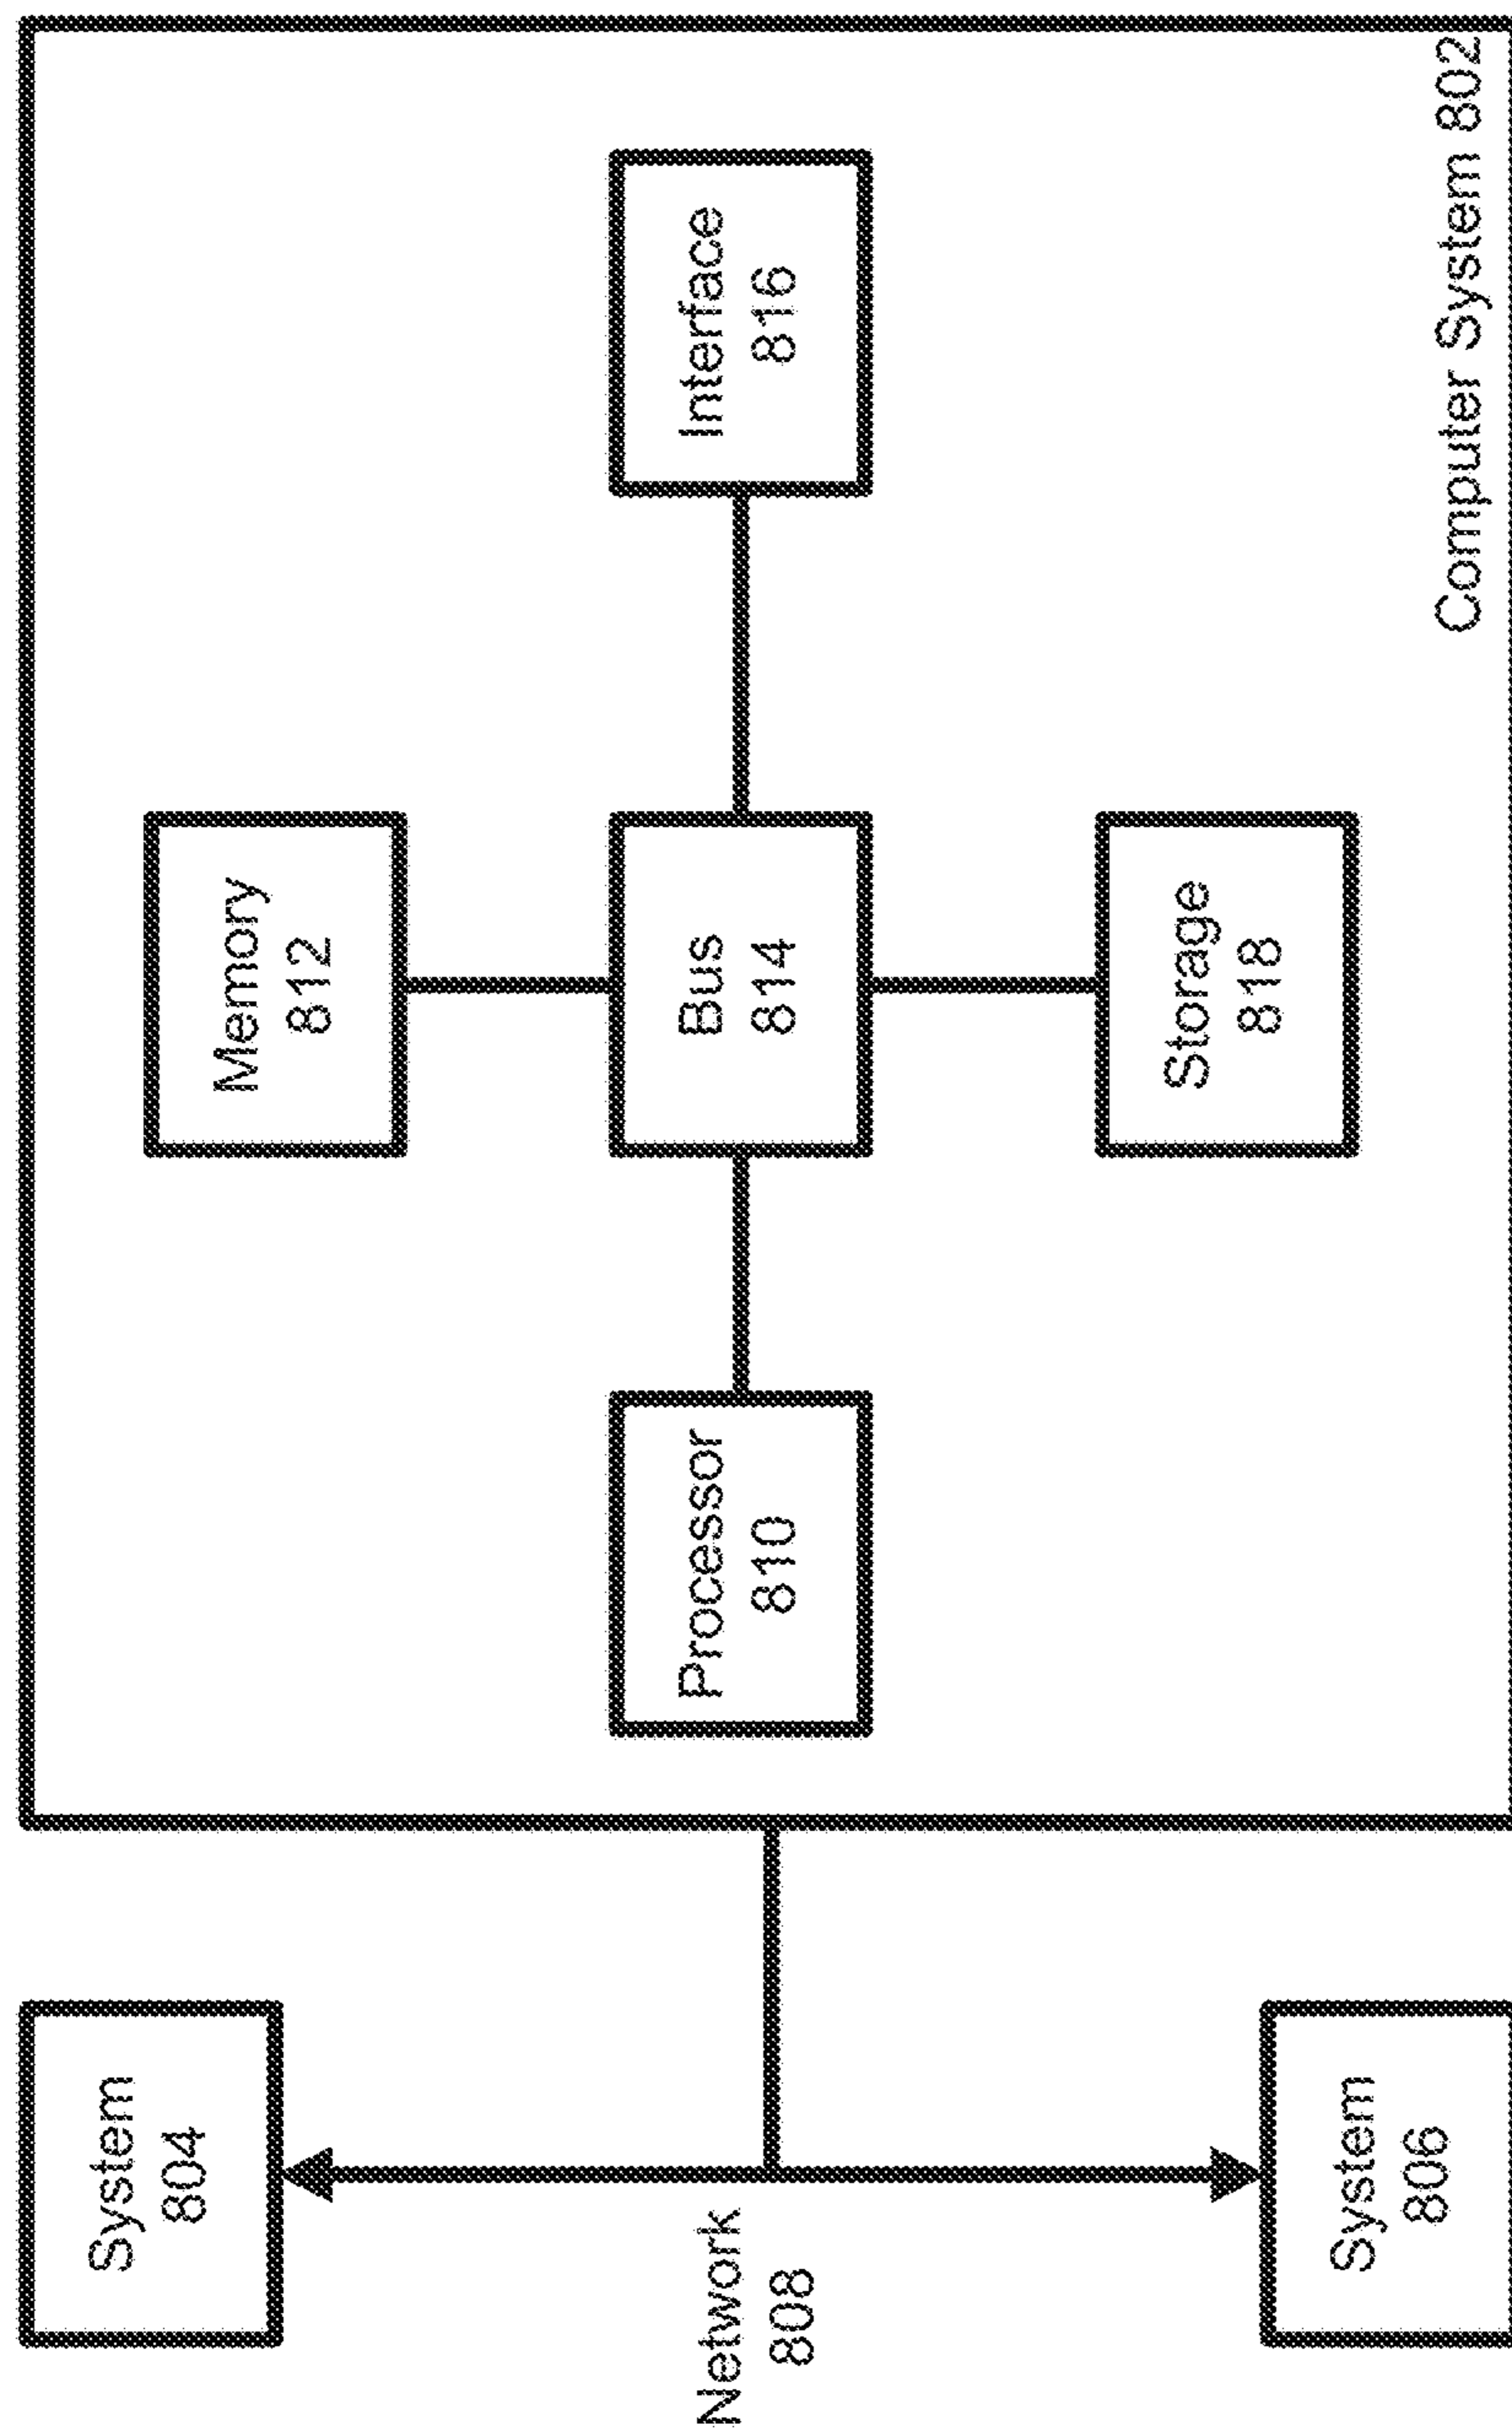 System
804
Network
808
System
806
Memory
812
Processor
810
Bus
814
Interface
816
Storage
818
Computer System 802